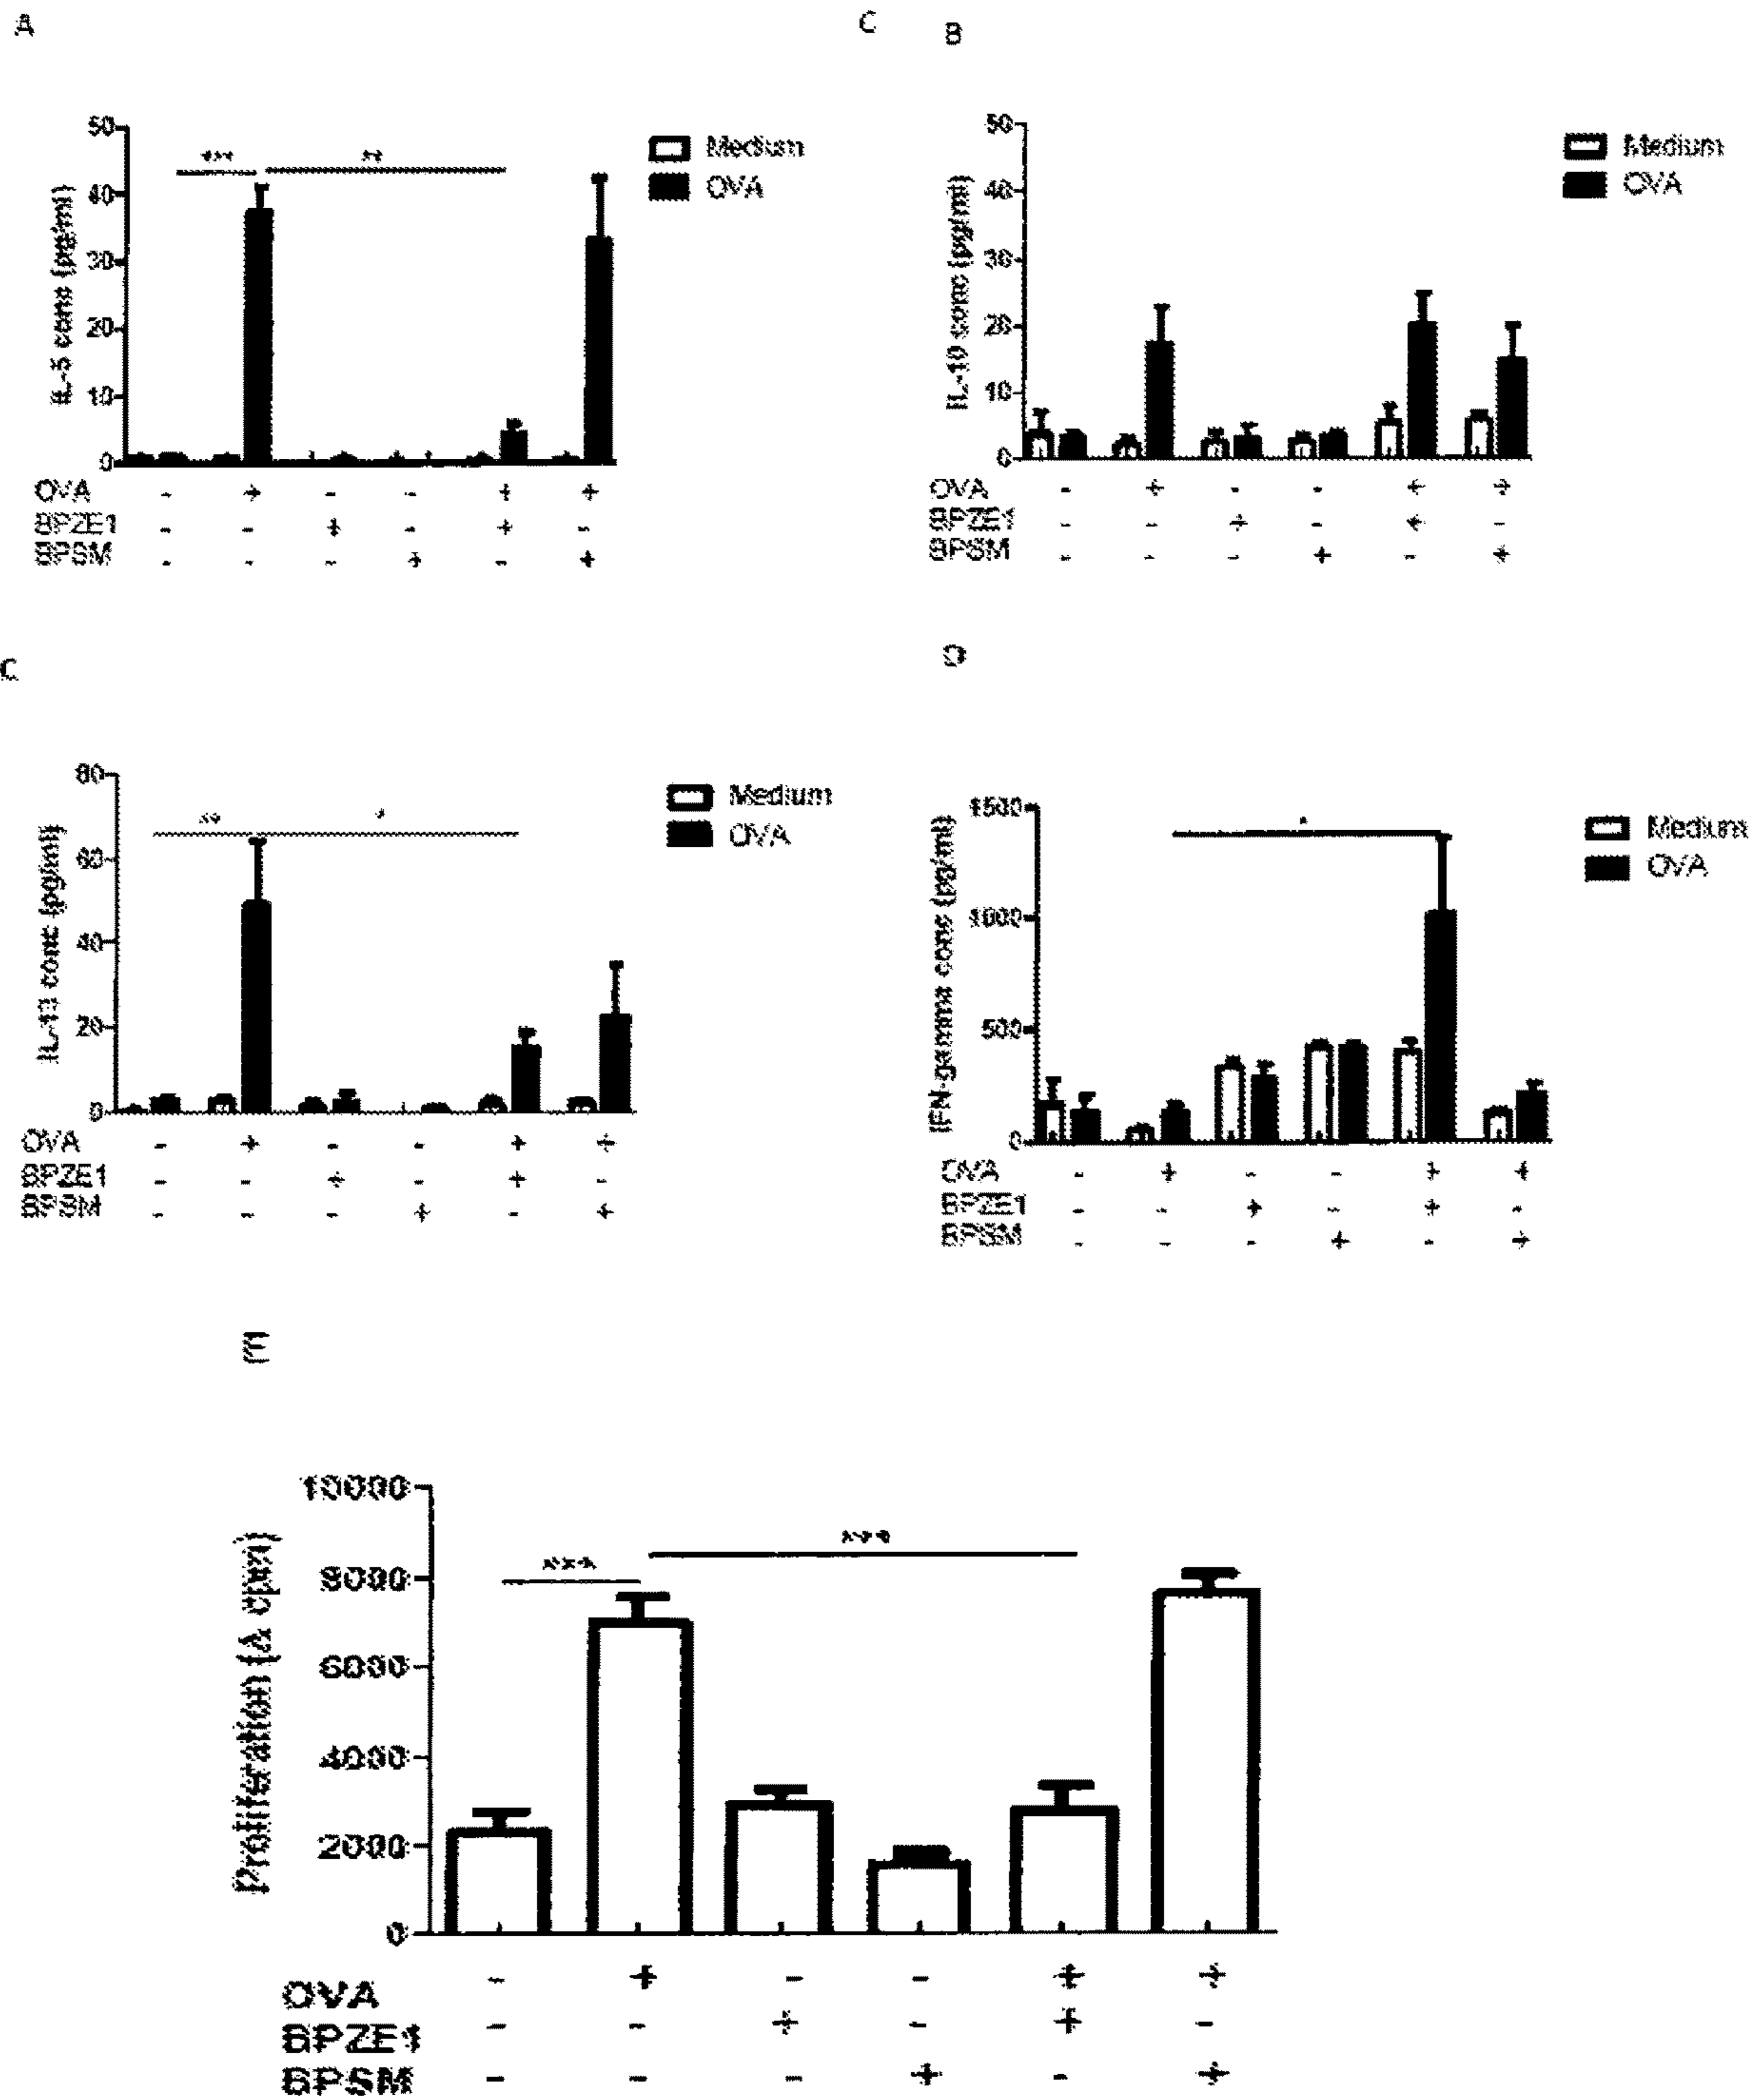 A
C
B
50
40
30
20
10
0
IL-5 conc (pg/ml)
Medium
OVA
*** **
OVA - + - - + +
BPZE1 - - + - + -
BPSM - - - + - +
50
40
30
20
10
0
IL-10 conc (pg/ml)
Medium
OVA
OVA - + - - + +
BPZE1 - - + - + -
BPSM - - - + - +
C
D
80
60
40
20
0
IL-13 conc (pg/ml)
Medium
OVA
** *
OVA - + - - + +
BPZE1 - - + - + -
BPSM - - - + - +
1500
1000
500
0
IFN-gamma conc (pg/ml)
Medium
OVA
*
OVA - + - - + +
BPZE1 - - + - + -
BPSM - - - + - +
E
10000
8000
6000
4000
2000
0
Proliferation (Δ cpm)
*** ***
OVA - + - - + +
BPZE1 - - + - + -
BPSM - - - + - +